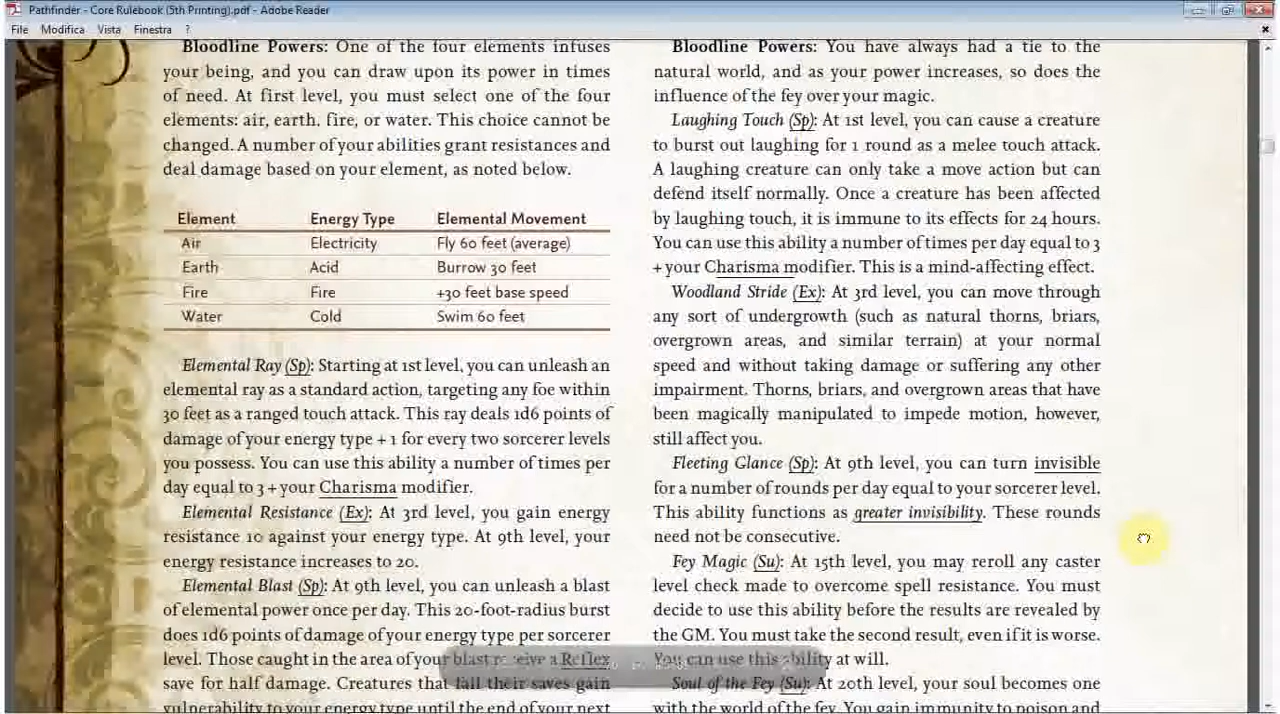 Pathfinder - Core Rulebook (5th Printing).pdf - Adobe Reader
File Modifica Vista Finestra ?
Bloodline Powers: One of the four elements infuses
your being, and you can draw upon its power in times
of need. At first level, you must select one of the four
elements: air, earth, fire, or water. This choice cannot be
changed. A number of your abilities grant resistances and
deal damage based on your element, as noted below.
Element Energy Type Elemental Movement
Air Electricity Fly 60 feet (average)
Earth Acid Burrow 30 feet
Fire Fire +30 feet base speed
Water Cold Swim 60 feet
Elemental Ray (Sp): Starting at 1st level, you can unleash an
elemental ray as a standard action, targeting any foe within
30 feet as a ranged touch attack. This ray deals 1d6 points of
damage of your energy type + 1 for every two sorcerer levels
you possess. You can use this ability a number of times per
day equal to 3 + your Charisma modifier.
Elemental Resistance (Ex): At 3rd level, you gain energy
resistance 10 against your energy type. At 9th level, your
energy resistance increases to 20.
Elemental Blast (Sp): At 9th level, you can unleash a blast
of elemental power once per day. This 20-foot-radius burst
does 1d6 points of damage of your energy type per sorcerer
level. Those caught in the area of your blast receive a Reflex
save for half damage. Creatures that fail their saves gain
vulnerability to your energy type until the end of your next
Bloodline Powers: You have always had a tie to the
natural world, and as your power increases, so does the
influence of the fey over your magic.
Laughing Touch (Sp): At 1st level, you can cause a creature
to burst out laughing for 1 round as a melee touch attack.
A laughing creature can only take a move action but can
defend itself normally. Once a creature has been affected
by laughing touch, it is immune to its effects for 24 hours.
You can use this ability a number of times per day equal to 3
+ your Charisma modifier. This is a mind-affecting effect.
Woodland Stride (Ex): At 3rd level, you can move through
any sort of undergrowth (such as natural thorns, briars,
overgrown areas, and similar terrain) at your normal
speed and without taking damage or suffering any other
impairment. Thorns, briars, and overgrown areas that have
been magically manipulated to impede motion, however,
still affect you.
Fleeting Glance (Sp): At 9th level, you can turn invisible
for a number of rounds per day equal to your sorcerer level.
This ability functions as greater invisibility. These rounds
need not be consecutive.
Fey Magic (Su): At 15th level, you may reroll any caster
level check made to overcome spell resistance. You must
decide to use this ability before the results are revealed by
the GM. You must take the second result, even if it is worse.
You can use this ability at will.
Soul of the Fey (Su): At 20th level, your soul becomes one
with the world of the fey. You gain immunity to poison and